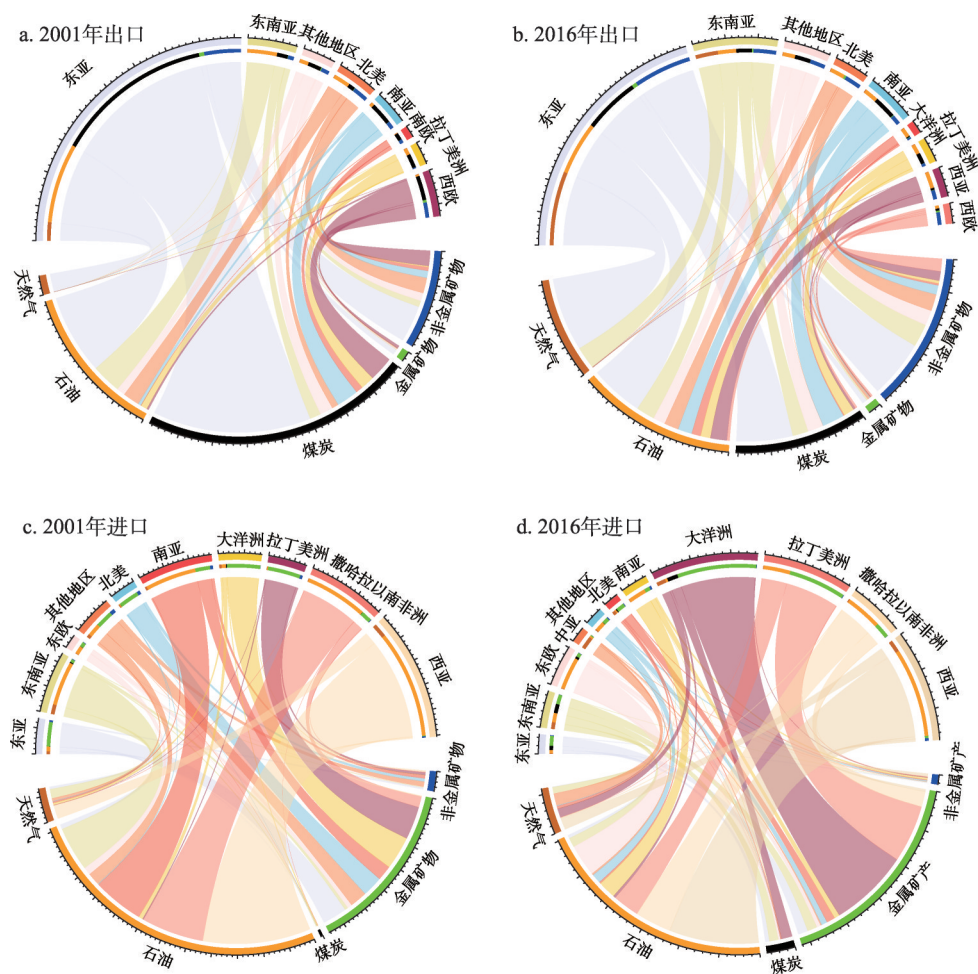 a. 2001年出口
东亚
东南亚
其他地区
北美
南亚
南欧
拉丁美洲
西欧
非金属矿物
金属矿物
煤炭
石油
天然气
b. 2016年出口
东亚
东南亚
其他地区
北美
南亚
大洋洲
拉丁美洲
西亚
西欧
非金属矿物
金属矿物
煤炭
石油
天然气
c. 2001年进口
东亚
东南亚
东欧
其他地区
北美
南亚
大洋洲
拉丁美洲
撒哈拉以南非洲
西亚
非金属矿物
金属矿物
煤炭
石油
天然气
d. 2016年进口
东亚
东南亚
东欧
中亚
其他地区
北美
南亚
大洋洲
拉丁美洲
撒哈拉以南非洲
西亚
非金属矿产
金属矿产
煤炭
石油
天然气